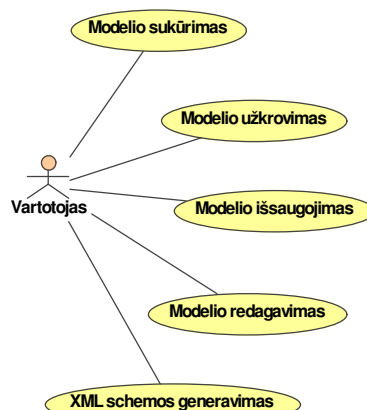 Modelio sukūrimas
Modelio užkrovimas
Vartotojas
Modelio išsaugojimas
Modelio redagavimas
XML schemos generavimas